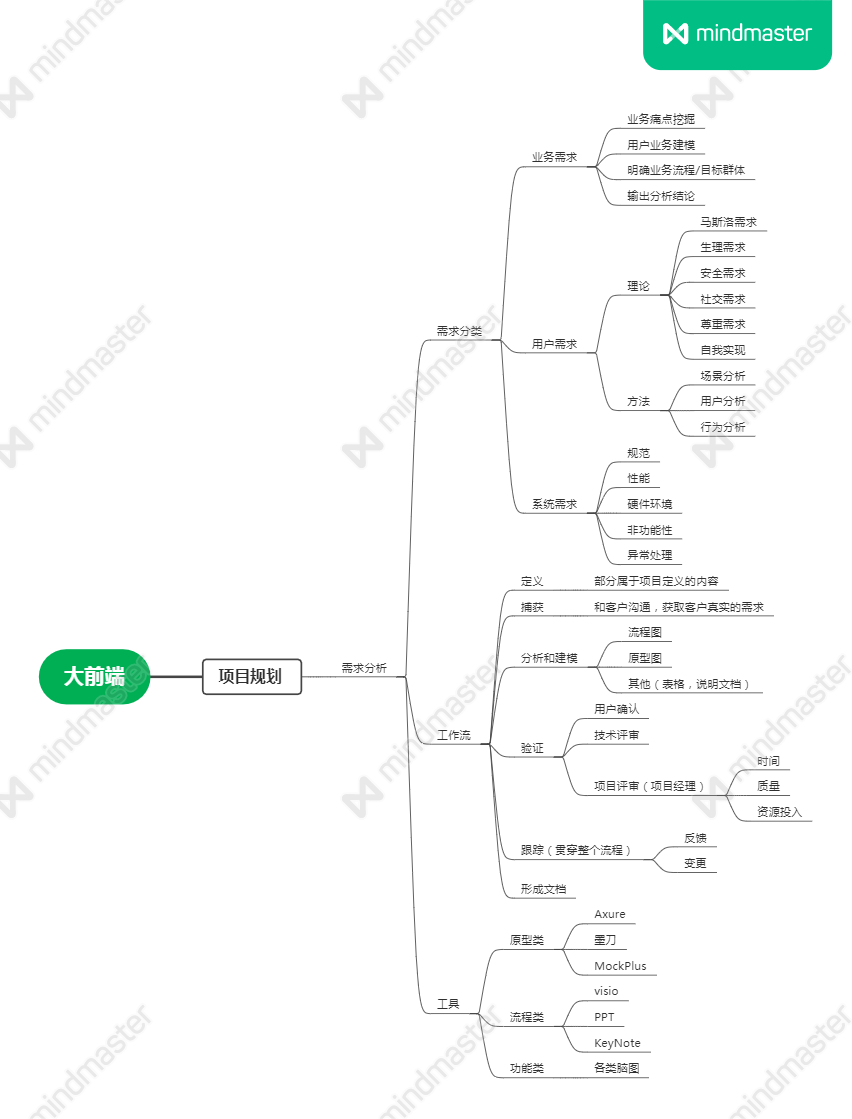 mindmaster
业务痛点挖掘
用户业务建模
业务需求
明确业务流程/目标群体
输出分析结论
马斯洛需求
生理需求
安全需求
理论
社交需求
尊重需求
需求分类
用户需求
自我实现
场景分析
方法
用户分析
行为分析
规范
性能
系统需求
硬件环境
非功能性
异常处理
定义
部分属于项目定义的内容
捕获
和客户沟通，获取客户真实的需求
流程图
分析和建模
原型图
大前端
项目规划
需求分析
其他（表格，说明文档）
用户确认
工作流
技术评审
验证
时间
项目评审（项目经理）
质量
资源投入
反馈
跟踪（贯穿整个流程）
变更
形成文档
Axure
原型类
墨刀
MockPlus
工具
visio
流程类
PPT
KeyNote
功能类
各类脑图